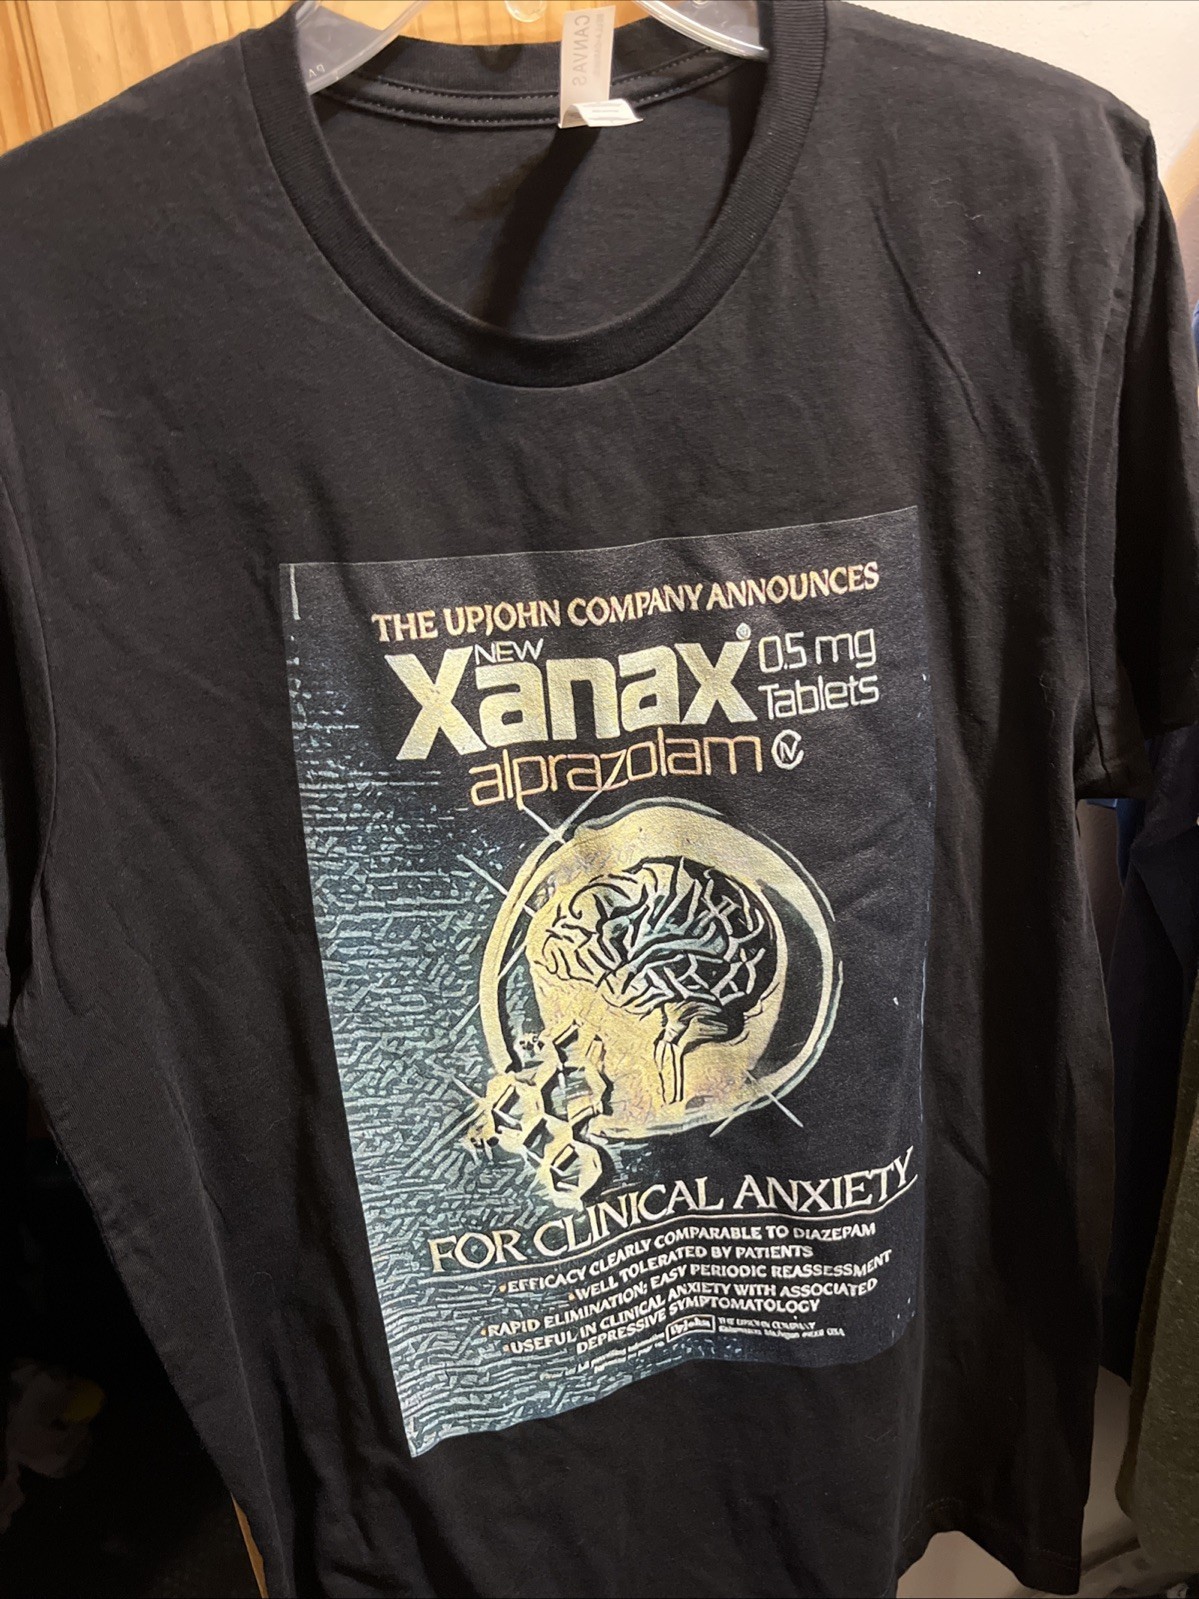 CANVAS
THE UPJOHN COMPANY ANNOUNCES
NEW
Xanax® 0.5 mg
Tablets
alprazolam IV
FOR CLINICAL ANXIETY
•EFFICACY CLEARLY COMPARABLE TO DIAZEPAM
•WELL TOLERATED BY PATIENTS
•RAPID ELIMINATION; EASY PERIODIC REASSESSMENT
•USEFUL IN CLINICAL ANXIETY WITH ASSOCIATED
DEPRESSIVE SYMPTOMATOLOGY
Upjohn THE UPJOHN COMPANY